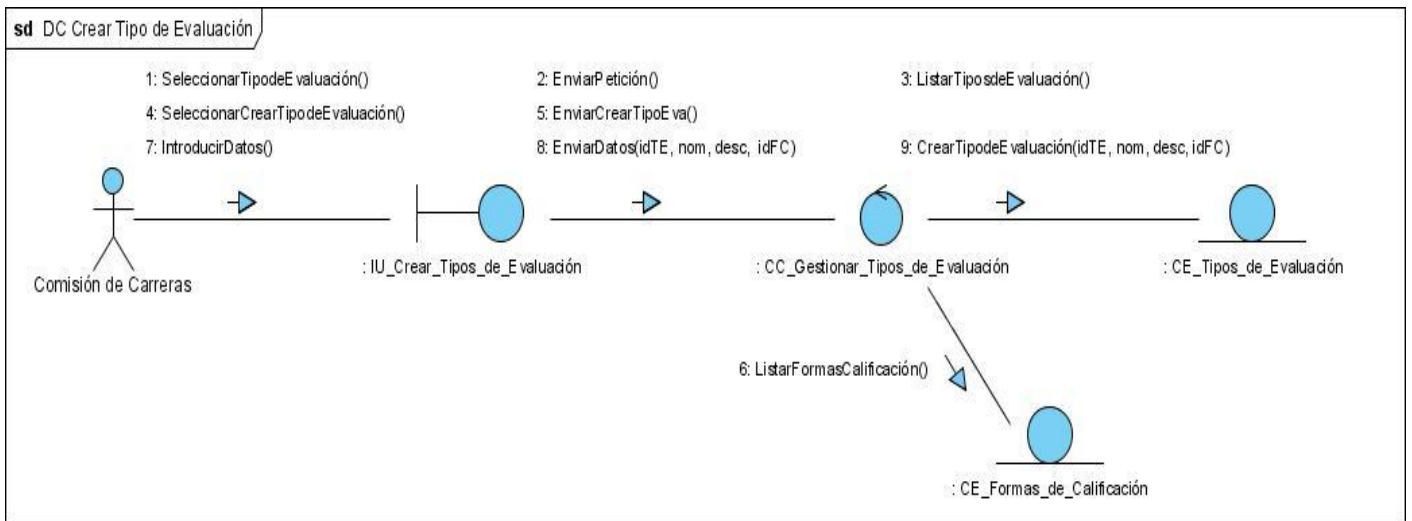 sd DC Crear Tipo de Evaluación
1: SeleccionarTipodeEvaluación()
2: EnviarPetición()
3: ListarTiposdeEvaluación()
4: SeleccionarCrearTipodeEvaluación()
5: EnviarCrearTipoEva()
7: IntroducirDatos()
8: EnviarDatos(idTE, nom, desc, idFC)
9: CrearTipodeEvaluación(idTE, nom, desc, idFC)
: IU_Crear_Tipos_de_Evaluación
: CC_Gestionar_Tipos_de_Evaluación
: CE_Tipos_de_Evaluación
Comisión de Carreras
6: ListarFormasCalificación()
: CE_Formas_de_Calificación